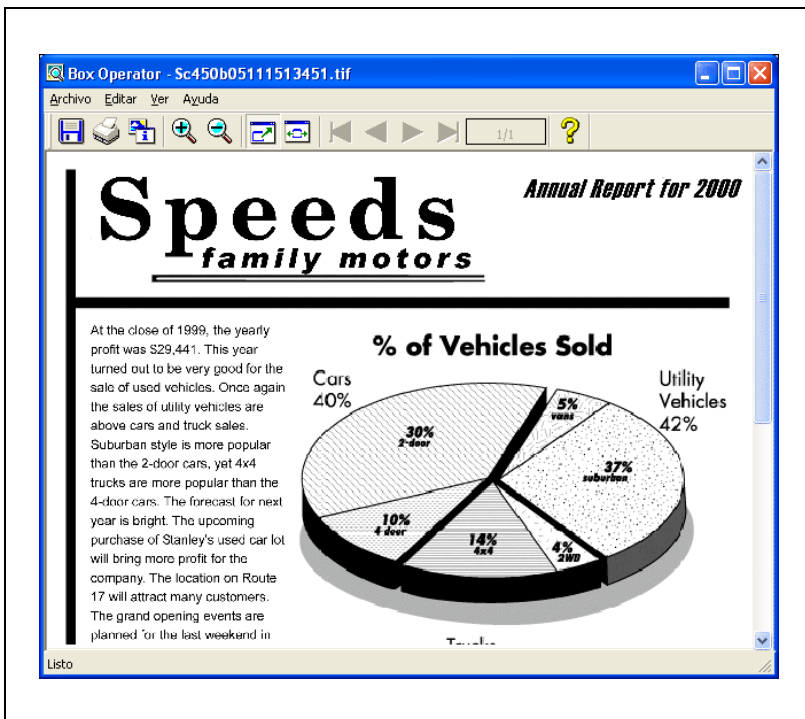 Box Operator - Sc450b05111513451.tif
Archivo Editar Ver Ayuda
1/1
Speeds
family motors
Annual Report for 2000
At the close of 1999, the yearly
profit was $29,441. This year
turned out to be very good for the
sale of used vehicles. Once again
the sales of utility vehicles are
above cars and truck sales.
Suburban style is more popular
than the 2-door cars, yet 4x4
trucks are more popular than the
4-door cars. The forecast for next
year is bright. The upcoming
purchase of Stanley's used car lot
will bring more profit for the
company. The location on Route
17 will attract many customers.
The grand opening events are
planned for the last weekend in
% of Vehicles Sold
Cars
40%
Utility
Vehicles
42%
5%
vans
30%
2-door
37%
suburban
10%
4 door
14%
4x4
4%
2WD
Trucks
Listo